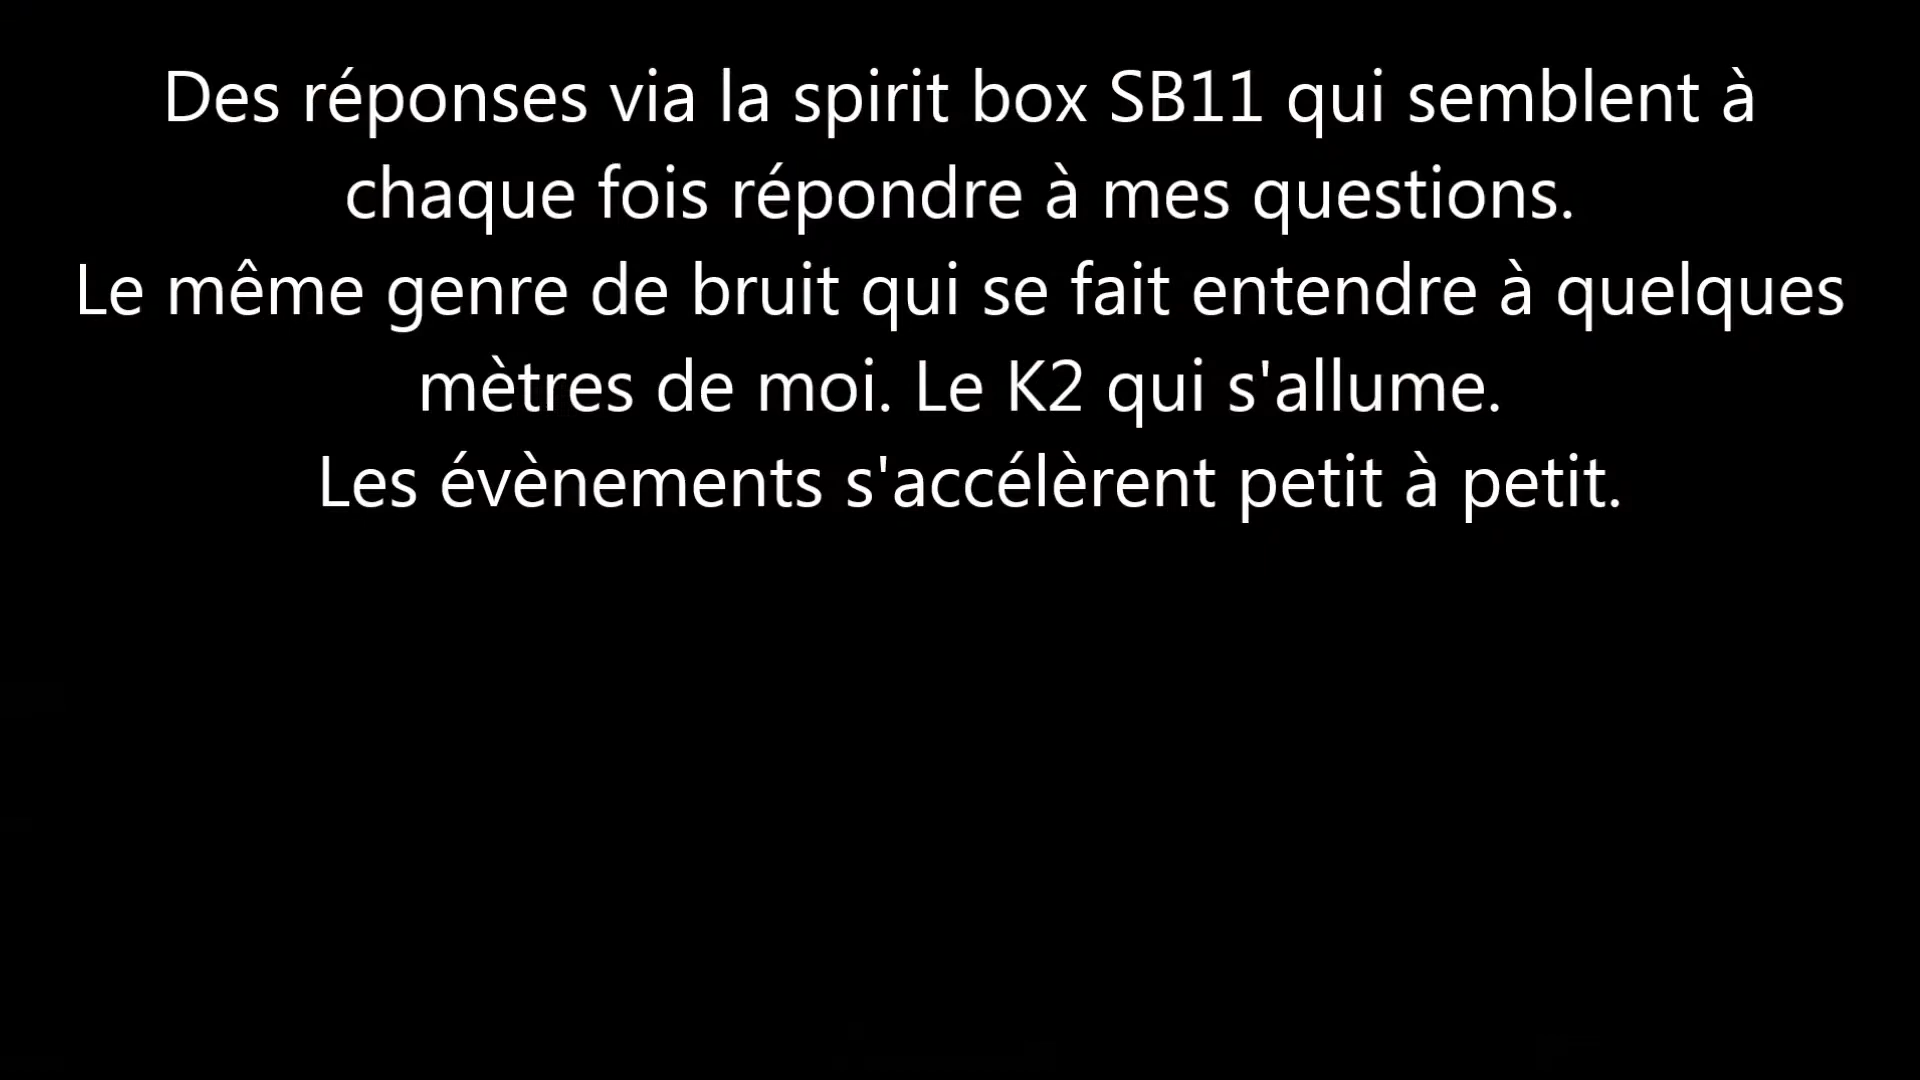 Des réponses via la spirit box SB11 qui semblent à
chaque fois répondre à mes questions.
Le même genre de bruit qui se fait entendre à quelques
mètres de moi. Le K2 qui s'allume.
Les évènements s'accélèrent petit à petit.